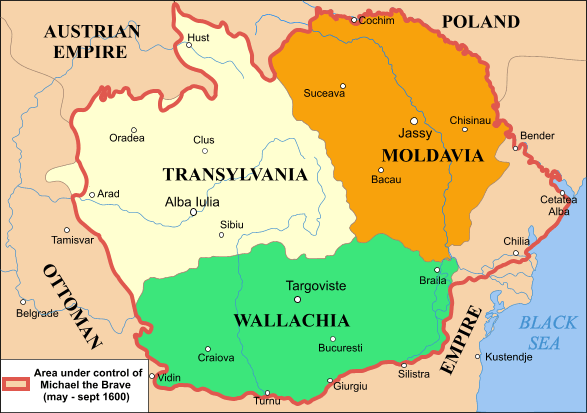 AUSTRIAN
EMPIRE
POLAND
Cochim
Hust
Suceava
Jassy
Chisinau
Oradea
Clus
MOLDAVIA
Bender
TRANSYLVANIA
Bacau
Arad
Alba Iulia
Cetatea
Alba
Sibiu
Tamisvar
Chilia
OTTOMAN
EMPIRE
Braila
Targoviste
Belgrade
WALLACHIA
BLACK
SEA
Bucuresti
Craiova
Kustendje
Silistra
Vidin
Giurgiu
Turnu
Area under control of
Michael the Brave
(may - sept 1600)